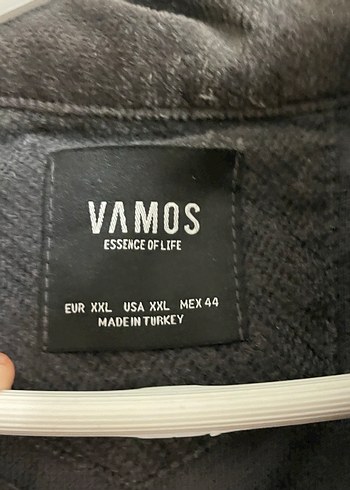 VAMOS
ESSENCE OF LIFE
EUR XXL USA XXL MEX 44
MADE IN TURKEY